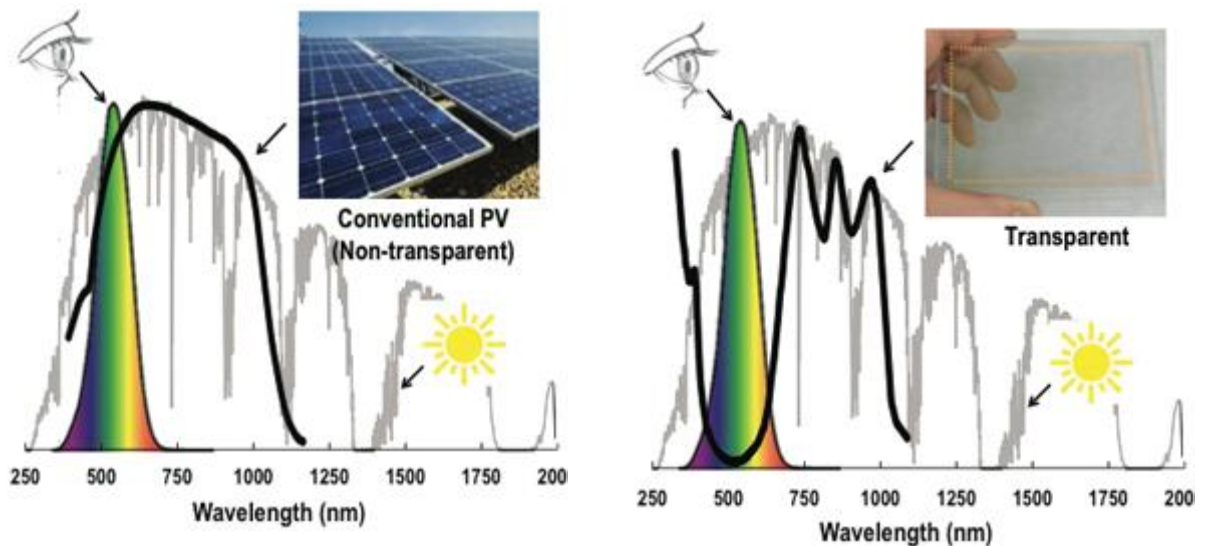 Conventional PV
(Non-transparent)
250 500 750 1000 1250 1500 1750 200
Wavelength (nm)
Transparent
250 500 750 1000 1250 1500 1750 200
Wavelength (nm)